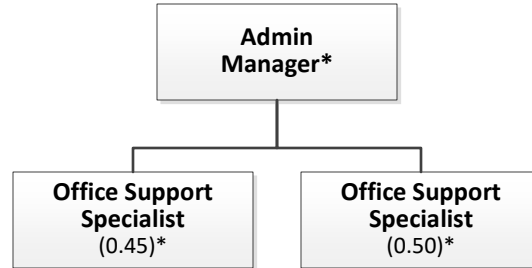 Admin
Manager*
Office Support
Specialist
(0.45)*
Office Support
Specialist
(0.50)*